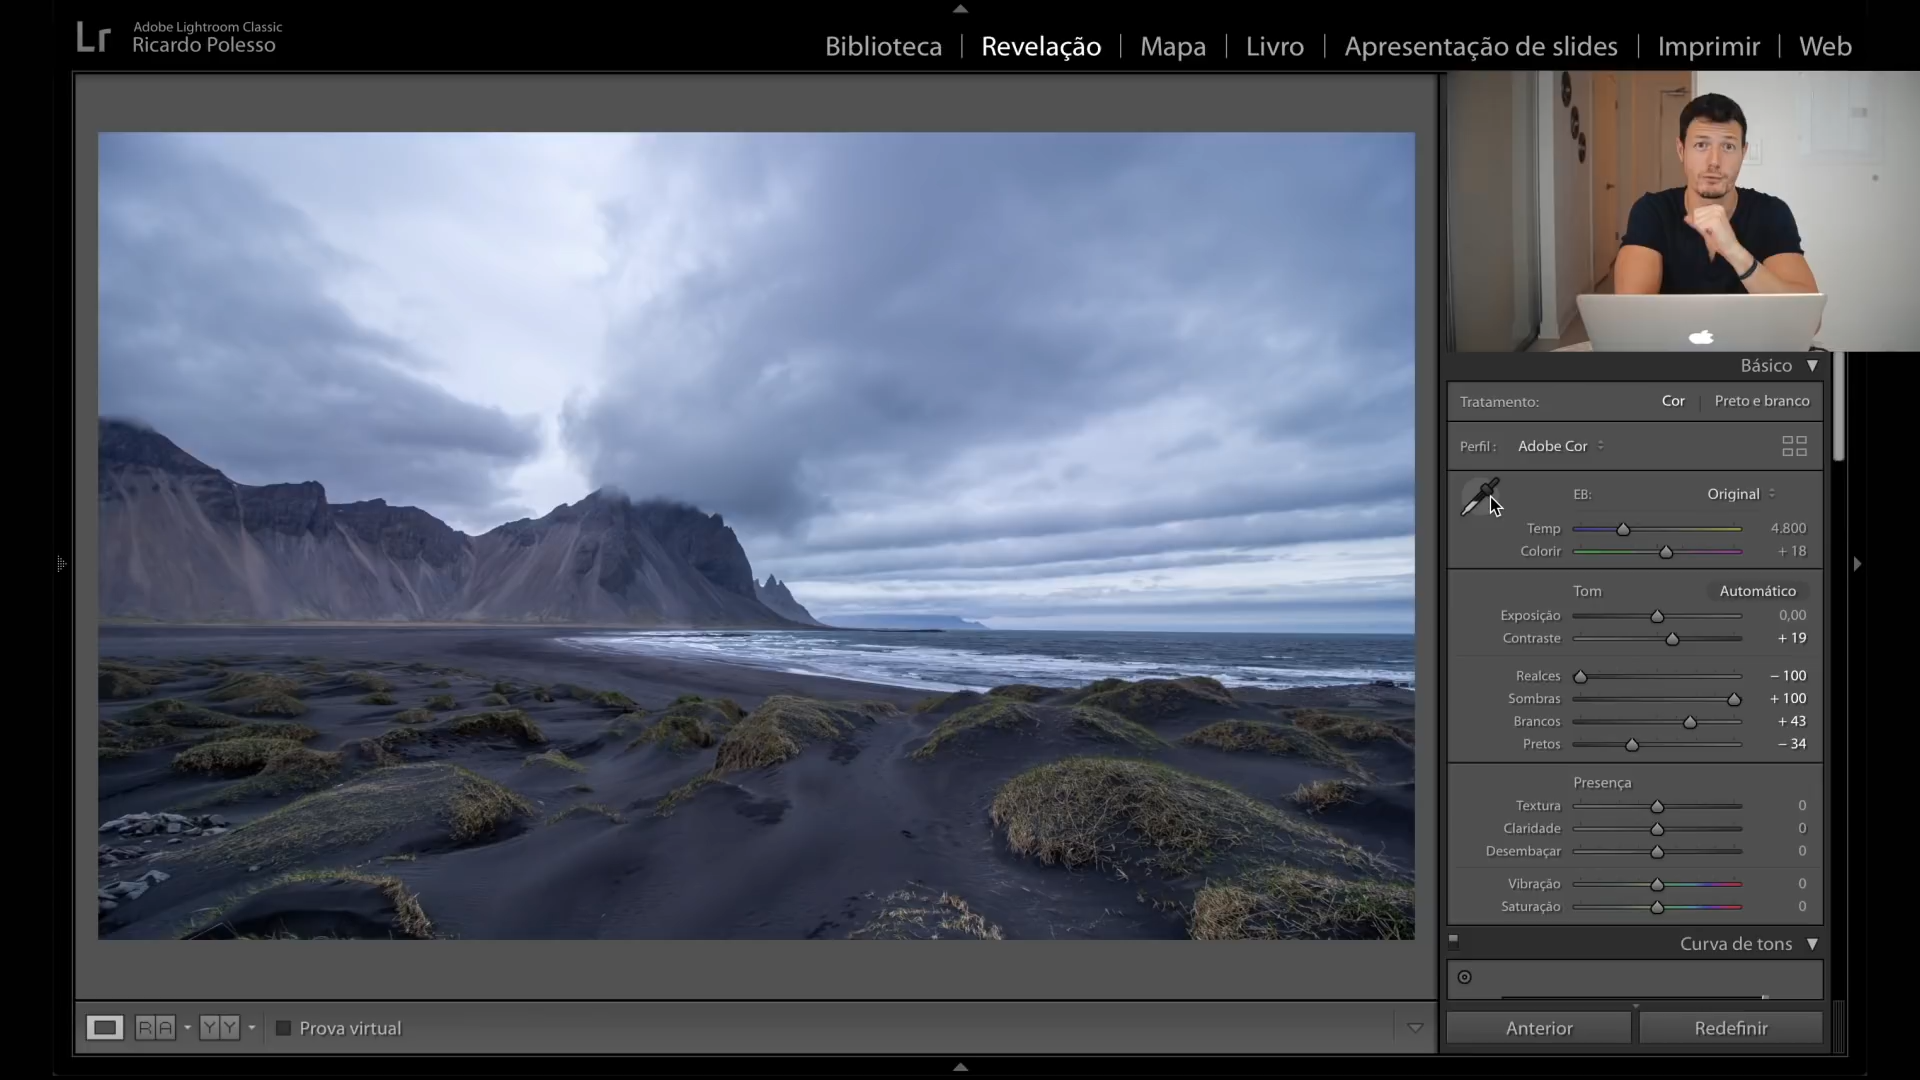 Lr
Adobe Lightroom Classic
Ricardo Polesso
Biblioteca | Revelação | Mapa | Livro | Apresentação de slides | Imprimir | Web
Básico
Tratamento: Cor | Preto e branco
Perfil: Adobe Cor
EB: Original
Temp 4.800
Colorir + 18
Tom Automático
Exposição 0,00
Contraste + 19
Realces − 100
Sombras + 100
Brancos + 43
Pretos − 34
Presença
Textura 0
Claridade 0
Desembaçar 0
Vibração 0
Saturação 0
Curva de tons
RA YY Prova virtual
Anterior Redefinir